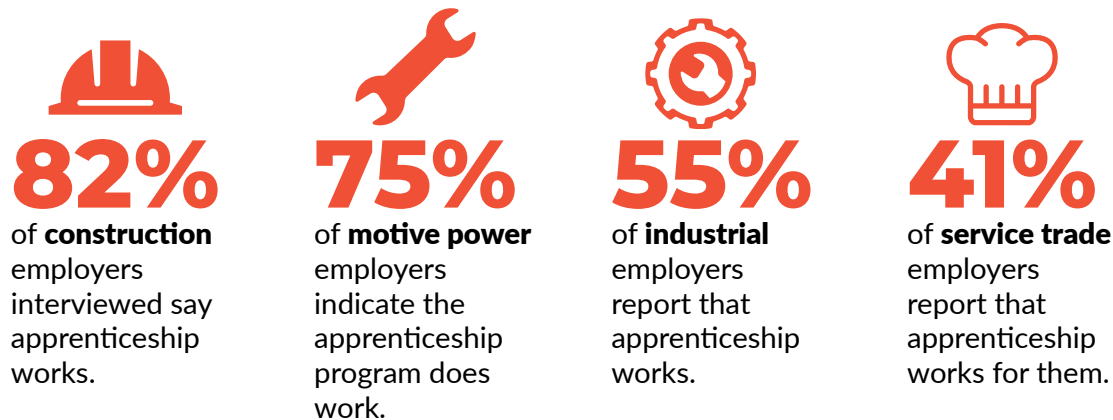 82%
of construction
employers
interviewed say
apprenticeship
works.
75%
of motive power
employers
indicate the
apprenticeship
program does
work.
55%
of industrial
employers
report that
apprenticeship
works.
41%
of service trade
employers
report that
apprenticeship
works for them.